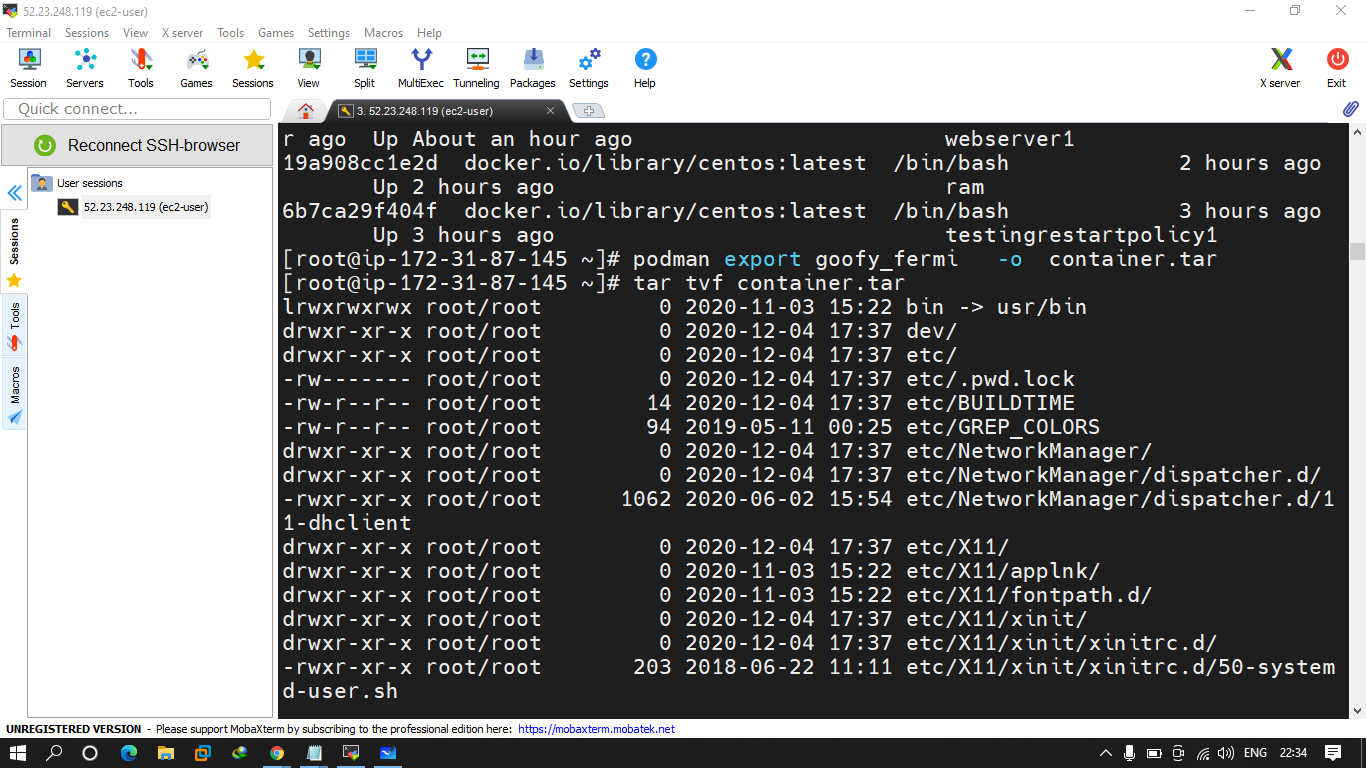 52.23.248.119 (ec2-user)
Terminal Sessions View X server Tools Games Settings Macros Help
Session Servers Tools Games Sessions View Split MultiExec Tunneling Packages Settings Help X server Exit
Quick connect...
3. 52.23.248.119 (ec2-user)
Reconnect SSH-browser
User sessions
52.23.248.119 (ec2-user)
Sessions
Tools
Macros
r ago  Up About an hour ago                        webserver1
19a908cc1e2d  docker.io/library/centos:latest  /bin/bash             2 hours ago
       Up 2 hours ago                              ram
6b7ca29f404f  docker.io/library/centos:latest  /bin/bash             3 hours ago
       Up 3 hours ago                              testingrestartpolicy1
[root@ip-172-31-87-145 ~]# podman export goofy_fermi   -o  container.tar
[root@ip-172-31-87-145 ~]# tar tvf container.tar
lrwxrwxrwx root/root         0 2020-11-03 15:22 bin -> usr/bin
drwxr-xr-x root/root         0 2020-12-04 17:37 dev/
drwxr-xr-x root/root         0 2020-12-04 17:37 etc/
-rw------- root/root         0 2020-12-04 17:37 etc/.pwd.lock
-rw-r--r-- root/root        14 2020-12-04 17:37 etc/BUILDTIME
-rw-r--r-- root/root        94 2019-05-11 00:25 etc/GREP_COLORS
drwxr-xr-x root/root         0 2020-12-04 17:37 etc/NetworkManager/
drwxr-xr-x root/root         0 2020-12-04 17:37 etc/NetworkManager/dispatcher.d/
-rwxr-xr-x root/root      1062 2020-06-02 15:54 etc/NetworkManager/dispatcher.d/1
1-dhclient
drwxr-xr-x root/root         0 2020-12-04 17:37 etc/X11/
drwxr-xr-x root/root         0 2020-11-03 15:22 etc/X11/applnk/
drwxr-xr-x root/root         0 2020-11-03 15:22 etc/X11/fontpath.d/
drwxr-xr-x root/root         0 2020-12-04 17:37 etc/X11/xinit/
drwxr-xr-x root/root         0 2020-12-04 17:37 etc/X11/xinit/xinitrc.d/
-rwxr-xr-x root/root       203 2018-06-22 11:11 etc/X11/xinit/xinitrc.d/50-system
d-user.sh
UNREGISTERED VERSION - Please support MobaXterm by subscribing to the professional edition here: https://mobaxterm.mobatek.net
ENG 22:34